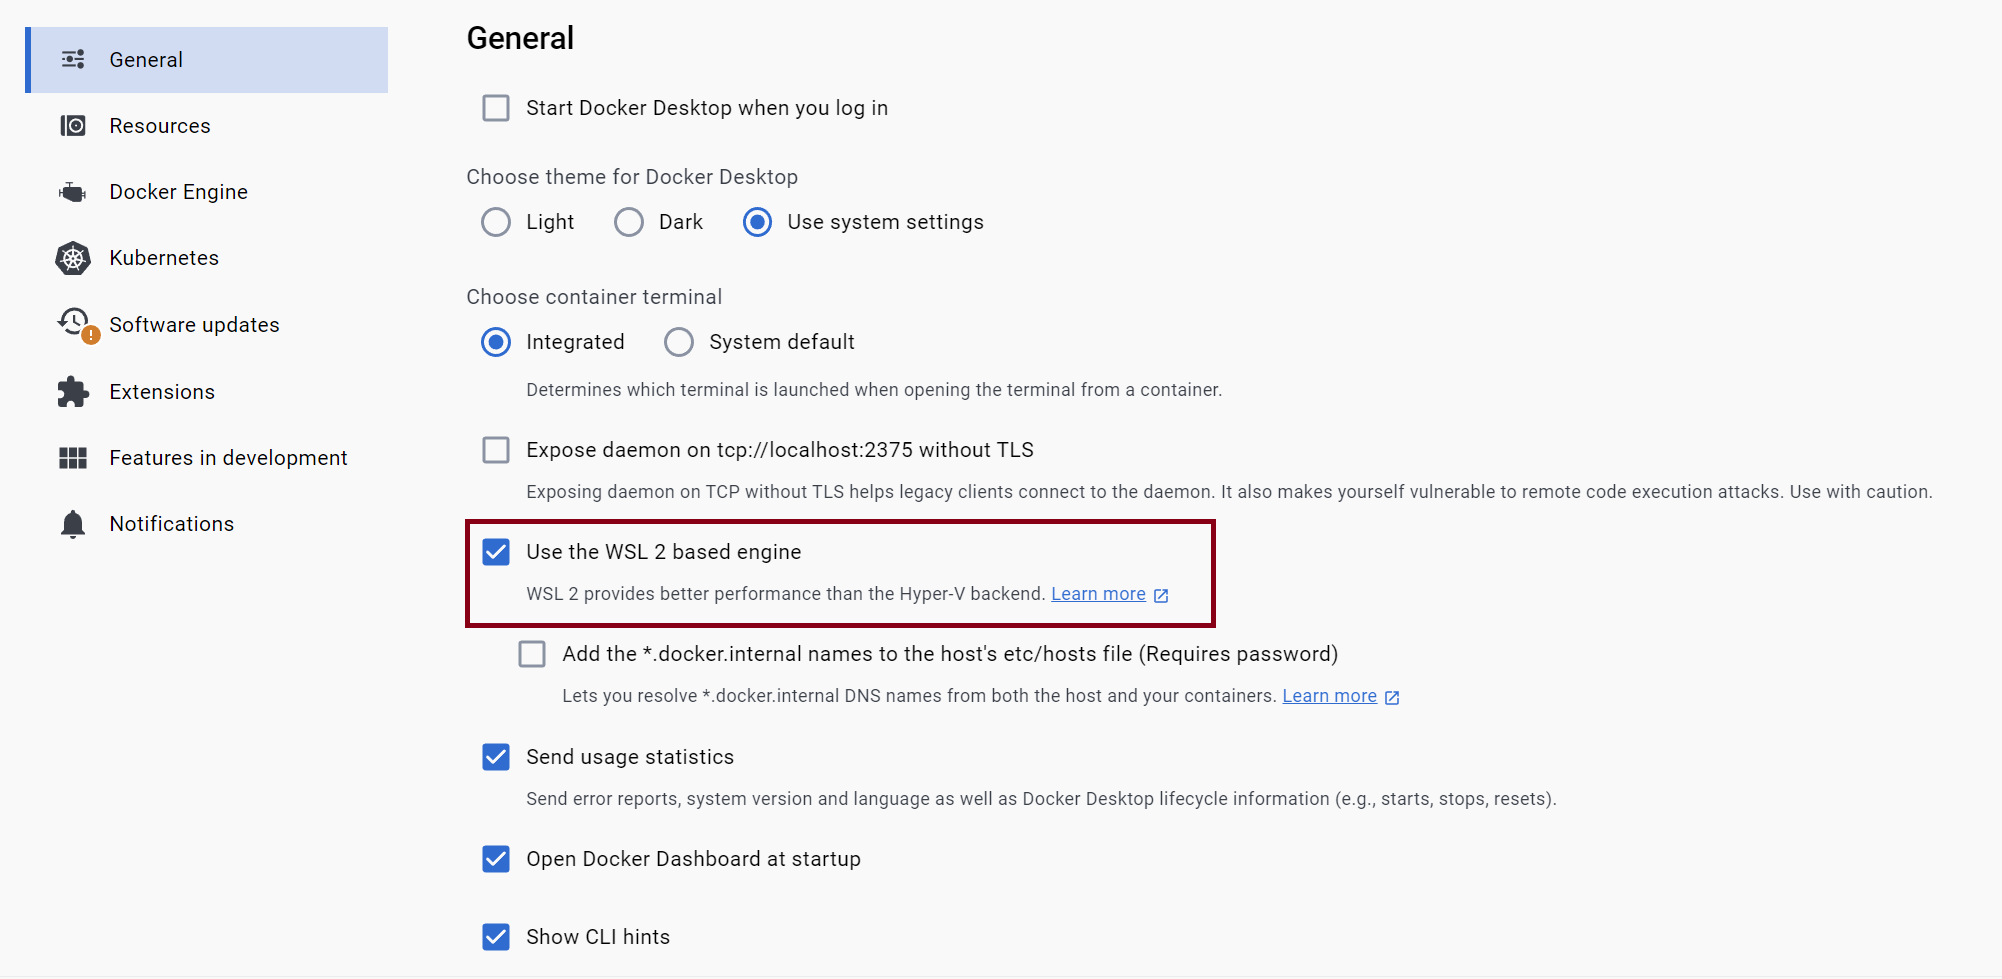 General
Resources
Docker Engine
Kubernetes
Software updates
Extensions
Features in development
Notifications
General
Start Docker Desktop when you log in
Choose theme for Docker Desktop
Light Dark Use system settings
Choose container terminal
Integrated System default
Determines which terminal is launched when opening the terminal from a container.
Expose daemon on tcp://localhost:2375 without TLS
Exposing daemon on TCP without TLS helps legacy clients connect to the daemon. It also makes yourself vulnerable to remote code execution attacks. Use with caution.
Use the WSL 2 based engine
WSL 2 provides better performance than the Hyper-V backend. Learn more
Add the *.docker.internal names to the host's etc/hosts file (Requires password)
Lets you resolve *.docker.internal DNS names from both the host and your containers. Learn more
Send usage statistics
Send error reports, system version and language as well as Docker Desktop lifecycle information (e.g., starts, stops, resets).
Open Docker Dashboard at startup
Show CLI hints